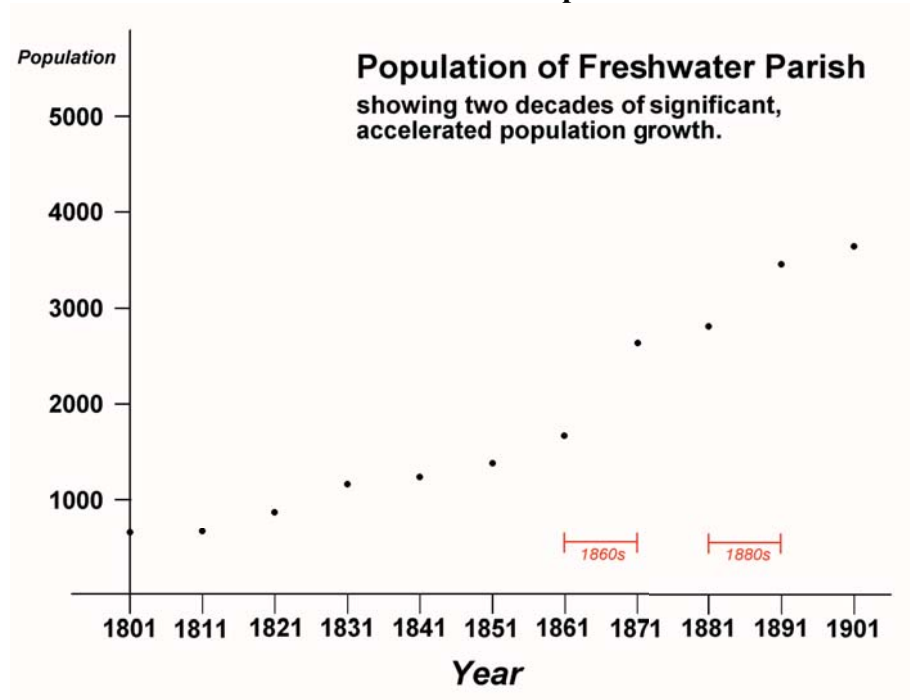 Population
Population of Freshwater Parish
showing two decades of significant,
accelerated population growth.
5000
4000
3000
2000
1000
1860s
1880s
1801 1811 1821 1831 1841 1851 1861 1871 1881 1891 1901
Year